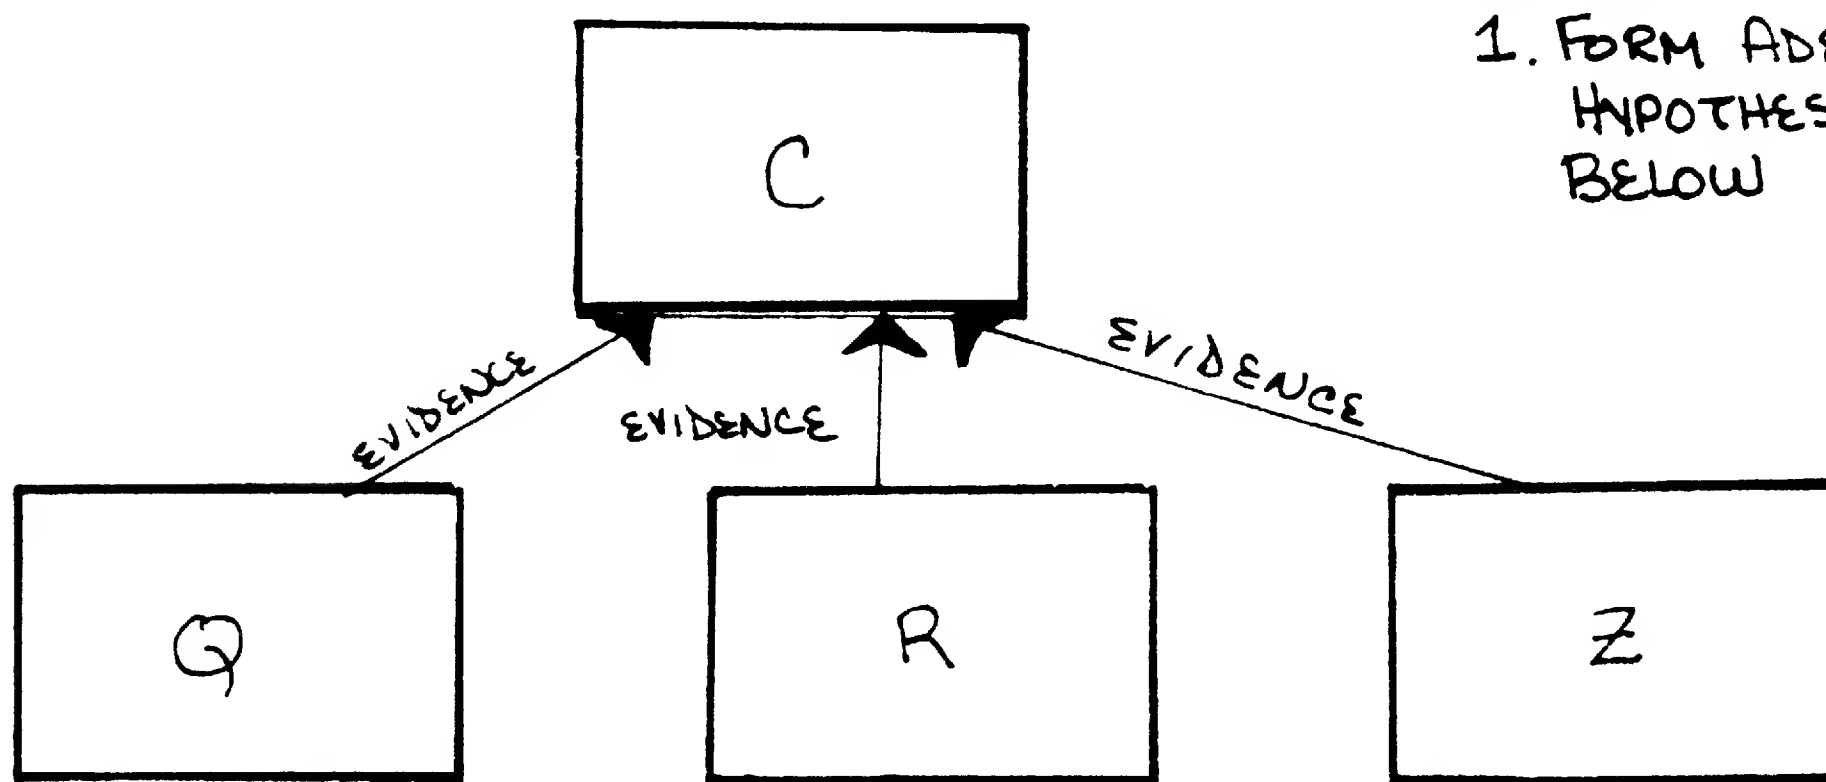 1. FORM
HYPOTHES
BELOW
C
EVIDENCE
EVIDENCE
EVIDENCE
Q
R
Z